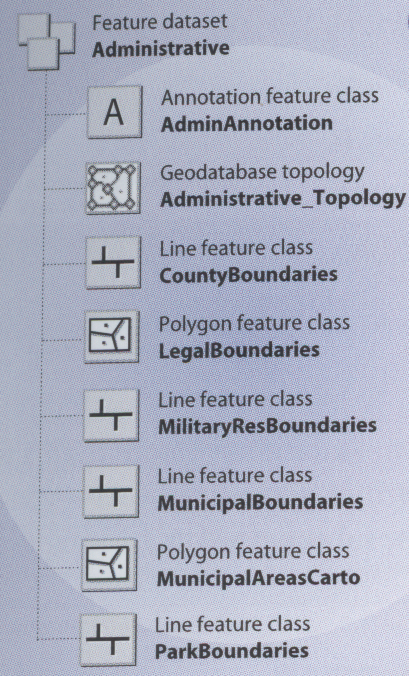 Feature dataset
Administrative
A
Annotation feature class
AdminAnnotation
Geodatabase topology
Administrative_Topology
Line feature class
CountyBoundaries
Polygon feature class
LegalBoundaries
Line feature class
MilitaryResBoundaries
Line feature class
MunicipalBoundaries
Polygon feature class
MunicipalAreasCarto
Line feature class
ParkBoundaries